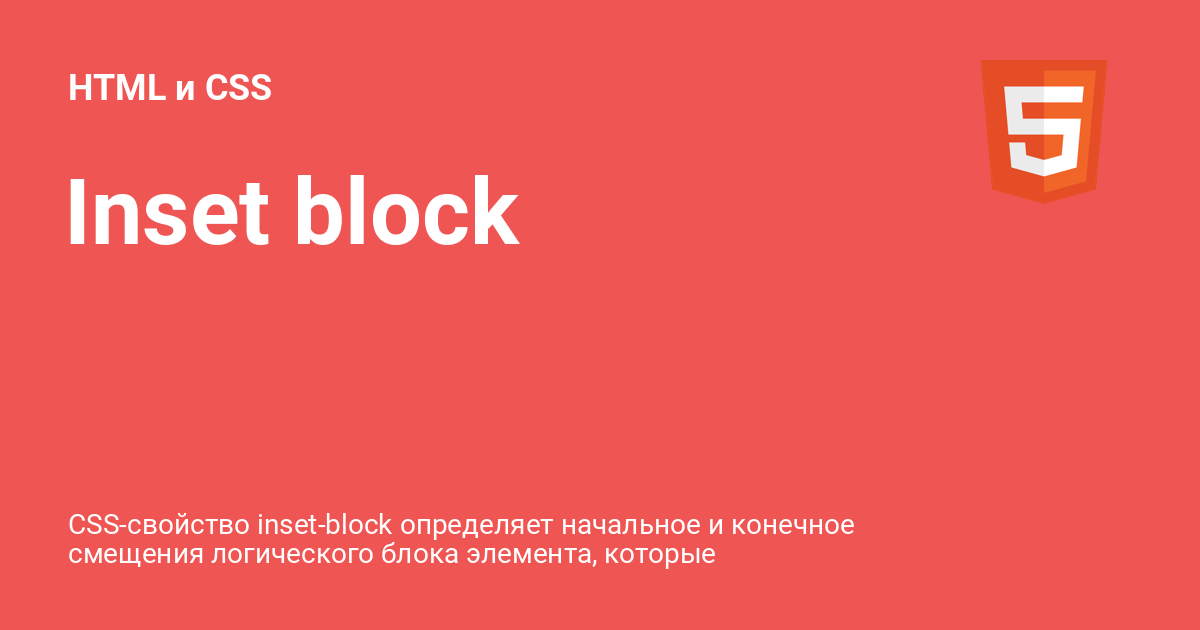 HTML и CSS
Inset block
CSS-свойство inset-block определяет начальное и конечное
смещения логического блока элемента, которые